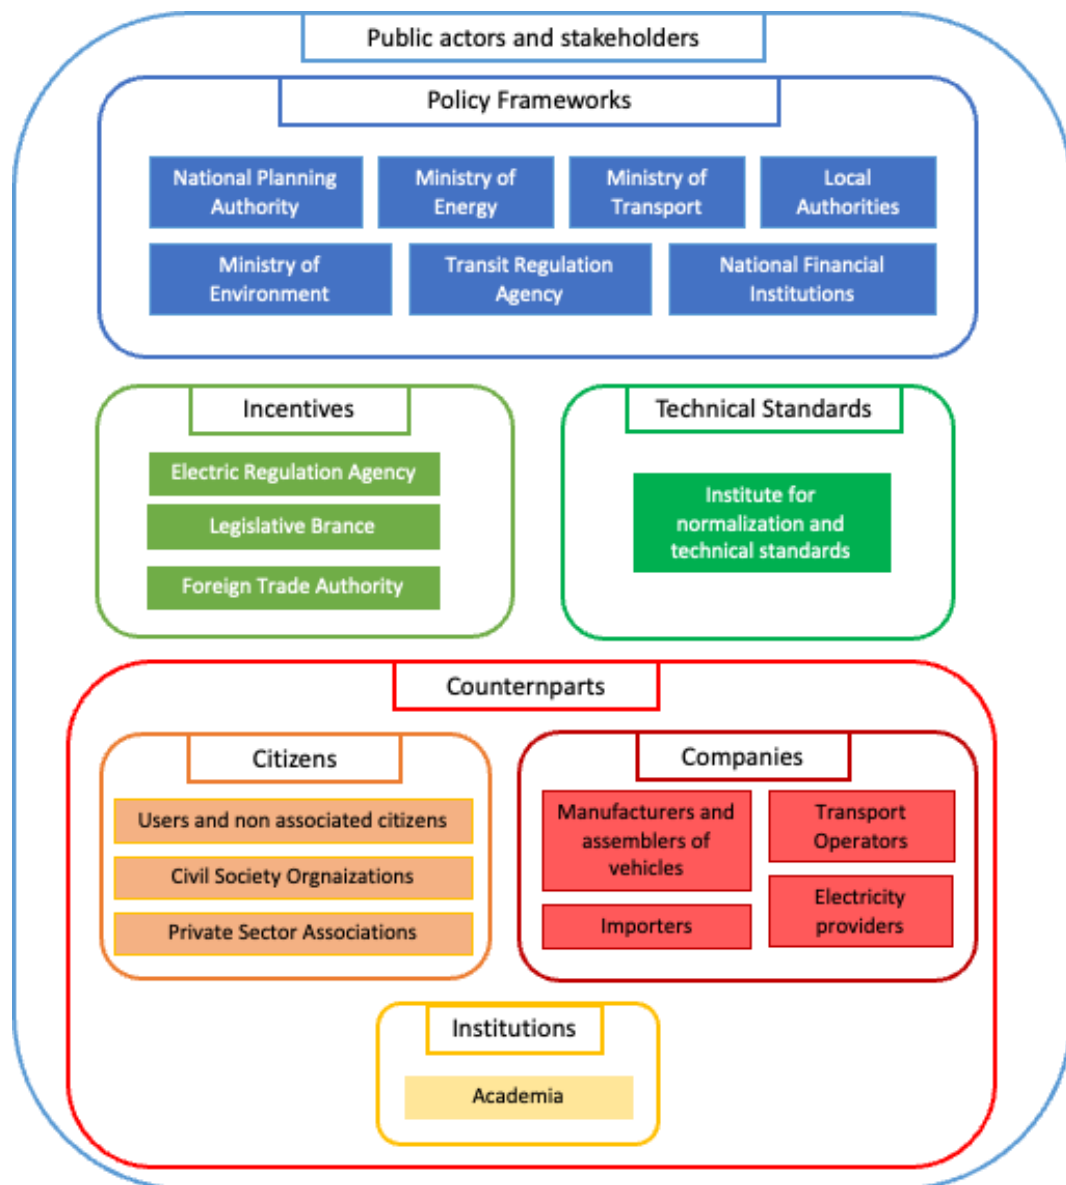 Public actors and stakeholders
Policy Frameworks
National Planning
Authority
Ministry of
Energy
Ministry of
Transport
Local
Authorities
Ministry of
Environment
Transit Regulation
Agency
National Financial
Institutions
Incentives
Electric Regulation Agency
Legislative Brance
Foreign Trade Authority
Technical Standards
Institute for
normalization and
technical standards
Counternparts
Citizens
Users and non associated citizens
Civil Society Orgnaizations
Private Sector Associations
Companies
Manufacturers and
assemblers of
vehicles
Importers
Transport
Operators
Electricity
providers
Institutions
Academia